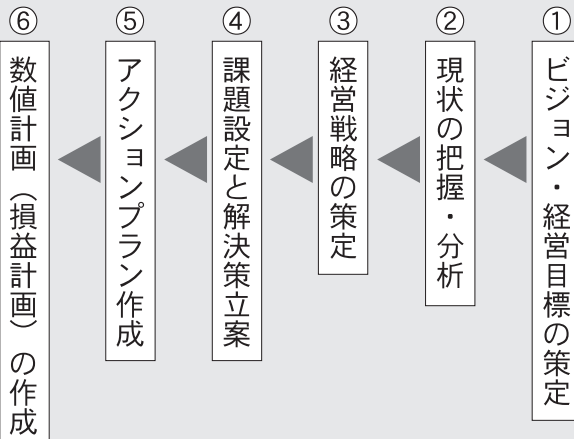 ①
ビジョン・経営目標の策定
②
現状の把握・分析
③
経営戦略の策定
④
課題設定と解決策立案
⑤
アクションプラン作成
⑥
数値計画（損益計画）の作成